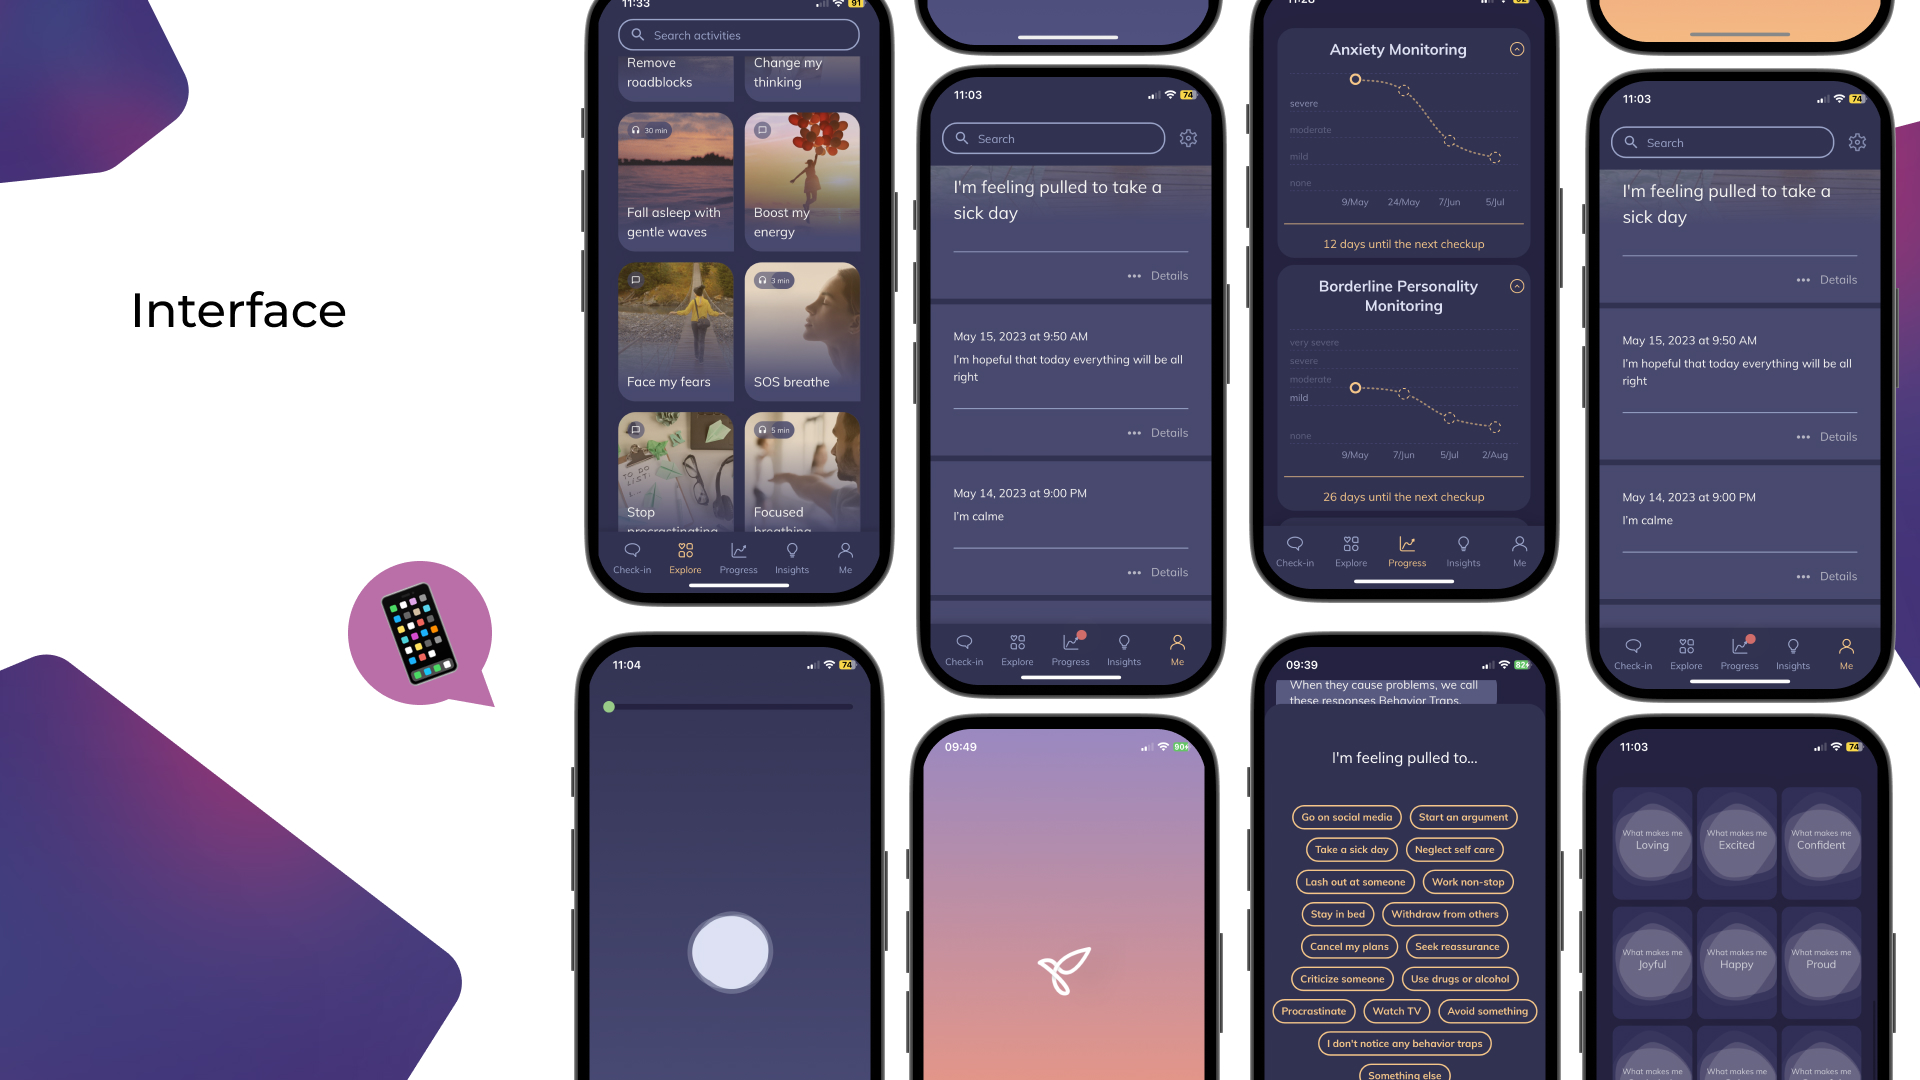 Interface
11:33
91
Search activities
Remove
roadblocks
Change my
thinking
30 min
Fall asleep with
gentle waves
Boost my
energy
Face my fears
3 min
SOS breathe
TO DO
LIST:
Stop
procrastinating
5 min
Focused
breathing
Check-in
Explore
Progress
Insights
Me
11:04
74
11:03
74
Search
I'm feeling pulled to take a
sick day
Details
May 15, 2023 at 9:50 AM
I'm hopeful that today everything will be all
right
Details
May 14, 2023 at 9:00 PM
I'm calme
Details
Check-in
Explore
Progress
Insights
Me
09:49
90+
11:28
Anxiety Monitoring
severe
moderate
mild
none
9/May
24/May
7/Jun
5/Jul
12 days until the next checkup
Borderline Personality
Monitoring
very severe
severe
moderate
mild
none
9/May
7/Jun
5/Jul
2/Aug
26 days until the next checkup
Check-in
Explore
Progress
Insights
Me
09:39
82+
When they cause problems, we call
these responses Behavior Traps.
I'm feeling pulled to...
Go on social media
Start an argument
Take a sick day
Neglect self care
Lash out at someone
Work non-stop
Stay in bed
Withdraw from others
Cancel my plans
Seek reassurance
Criticize someone
Use drugs or alcohol
Procrastinate
Watch TV
Avoid something
I don't notice any behavior traps
Something else
11:03
74
Search
I'm feeling pulled to take a
sick day
Details
May 15, 2023 at 9:50 AM
I'm hopeful that today everything will be all
right
Details
May 14, 2023 at 9:00 PM
I'm calme
Details
Check-in
Explore
Progress
Insights
Me
11:03
74
What makes me
Loving
What makes me
Excited
What makes me
Confident
What makes me
Joyful
What makes me
Happy
What makes me
Proud
What makes me
What makes me
What makes me